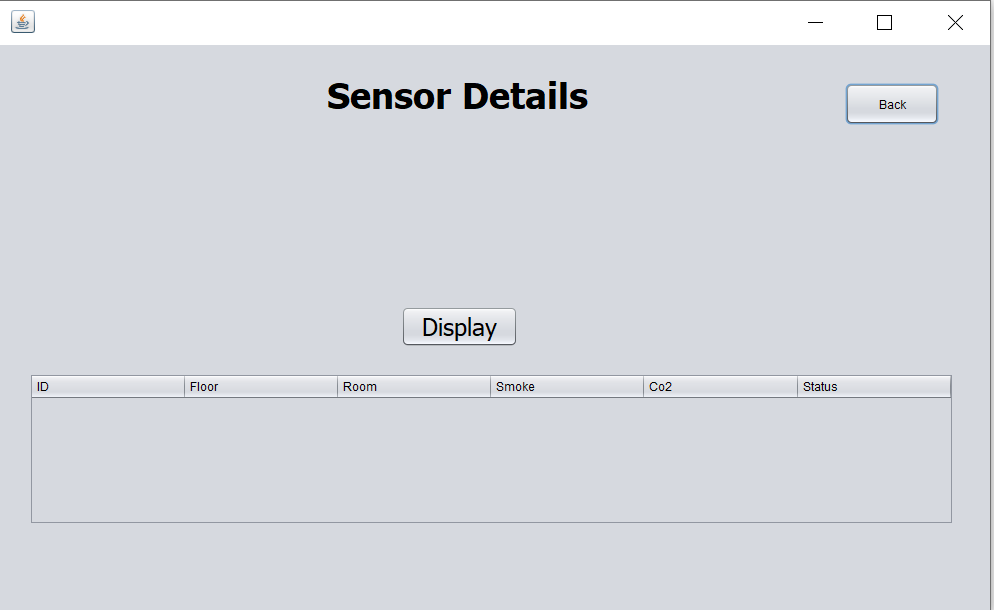 Sensor Details
Back
Display
ID Floor Room Smoke Co2 Status